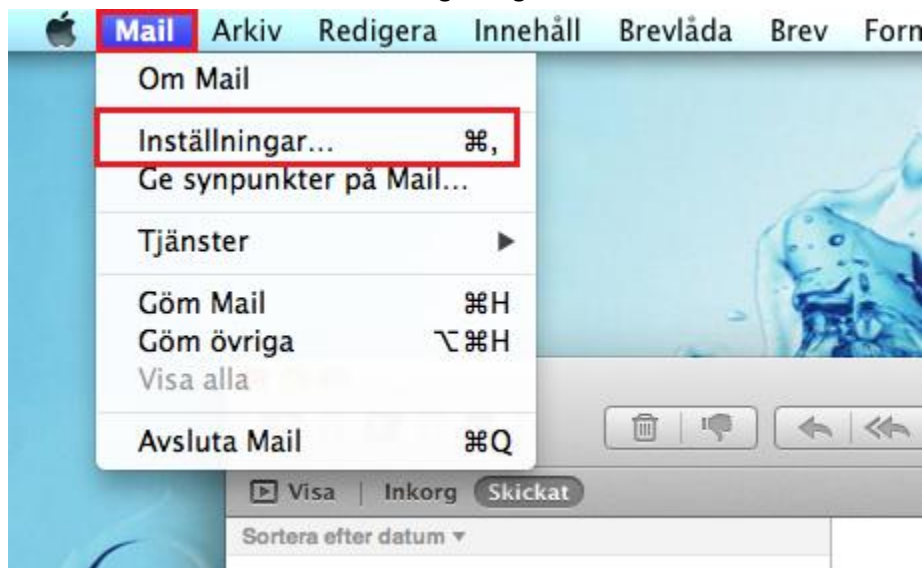 Mail Arkiv Redigera Innehåll Brevlåda Brev
Om Mail
Inställningar... ⌘,
Ge synpunkter på Mail...
Tjänster ▶
Göm Mail ⌘H
Göm övriga ⌥⌘H
Visa alla
Avsluta Mail ⌘Q
Visa | Inkorg Skickat
Sortera efter datum ▾